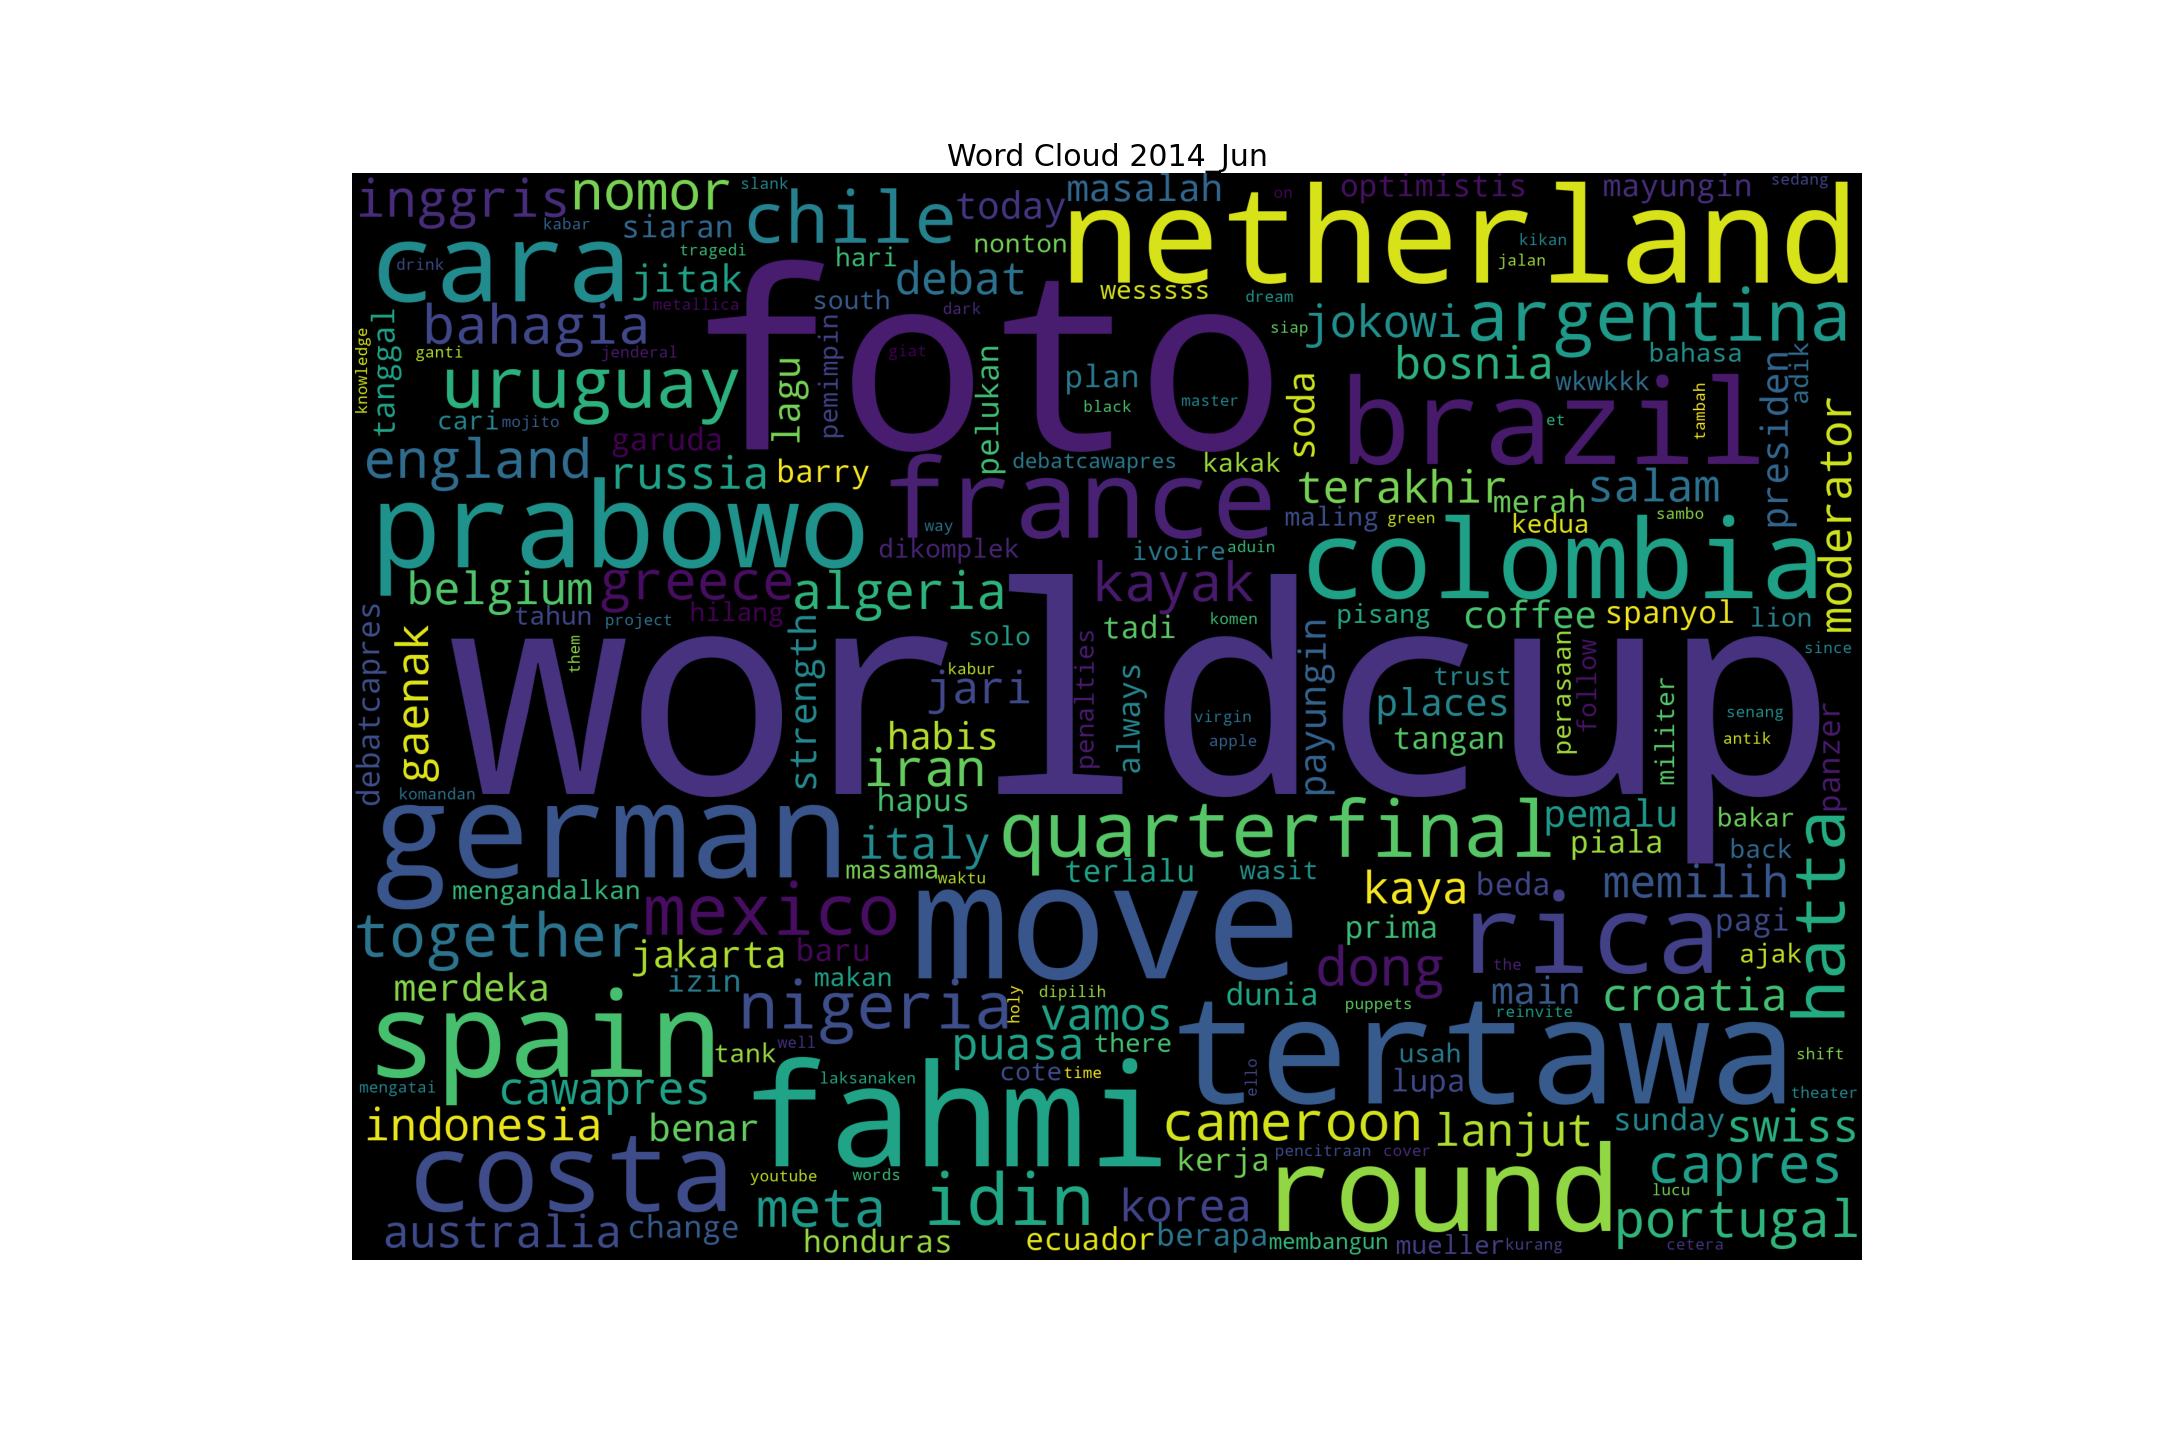 Word Cloud 2014_Jun
inggris
nomor
slank
kabar
siaran
chile
today
masalah
on
optimistis
mayungin
sedang
netherland
cara
drink
tragedi
jitak
hari
nonton
debat
kikan
jalan
wesssss
dream
siap
jokowi
argentina
metallica
south
dark
foto
bahagia
tanggal
knowledge
ganti
jenderal
giat
lagu
pemimpin
pelukan
plan
black
master
soda
bosnia
bahasa
wkwkkk
adik
presiden
tambah
et
brazil
uruguay
cari
mojito
garuda
england
russia
barry
debatcawapres
kakak
france
terakhir
merah
salam
moderator
maling
green
kedua
sambo
prabowo
way
dikomplek
ivoire
aduin
colombia
belgium
greece
algeria
kayak
tahun
project
hilang
solo
tadi
komen
pisang
coffee
spanyol
lion
since
debatcapres
gaenak
them
strength
kabur
jari
penalties
always
payungin
trust
places
tangan
perasaan
follow
militer
senang
antik
panzer
virgin
apple
worldcup
habis
iran
hapus
komandan
german
italy
quarterfinal
pemalu
bakar
piala
back
hatta
masama
waktu
terlalu
wasit
mengandalkan
kaya
beda
memilih
mexico
move
rica
pagi
together
jakarta
baru
prima
ajak
merdeka
izin
makan
dong
the
main
croatia
holy
dipilih
dunia
puppets
reinvite
nigeria
vamos
spain
tank
well
puasa
there
tertawa
usah
shift
mengatai
cawapres
laksanaken
cote
time
ello
lupa
theater
fahmi
indonesia
benar
cameroon
lanjut
sunday
swiss
costa
youtube
words
kerja
pencitraan
cover
round
capres
lucu
meta
idin
korea
portugal
australia
change
honduras
ecuador
berapa
membangun
mueller
kurang
cetera